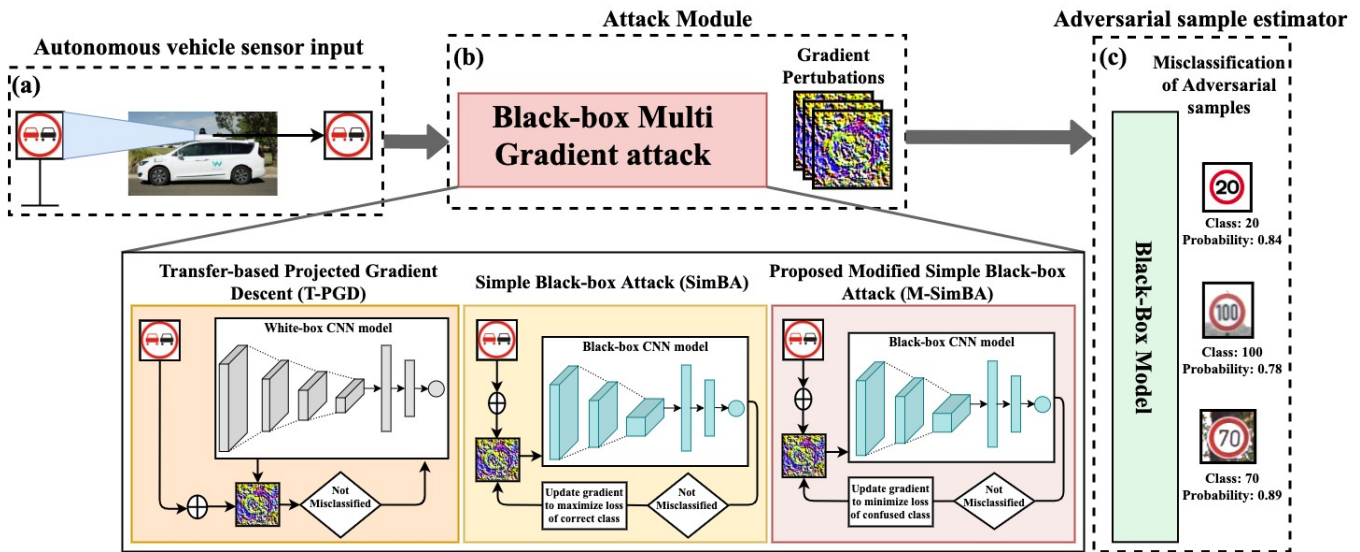 Autonomous vehicle sensor input
(a)
Attack Module
(b)
Gradient
Pertubations
Black-box Multi
Gradient attack
Adversarial sample estimator
(c)
Misclassification
of Adversarial
samples
Black-Box Model
20
Class: 20
Probability: 0.84
100
Class: 100
Probability: 0.78
70
Class: 70
Probability: 0.89
Transfer-based Projected Gradient
Descent (T-PGD)
White-box CNN model
Not
Misclassified
Simple Black-box Attack (SimBA)
Black-box CNN model
Update gradient
to maximize loss
of correct class
Not
Misclassified
Proposed Modified Simple Black-box
Attack (M-SimBA)
Black-box CNN model
Update gradient
to minimize loss
of confused class
Not
Misclassified